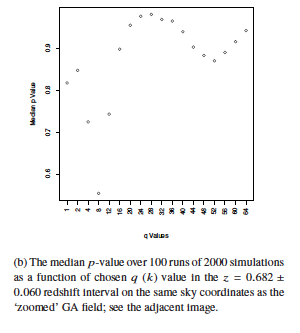 0.9
0.8
0.7
0.6
Median p Value
1 2 4 8 12 16 20 24 28 32 36 40 44 48 52 56 60 64
q Values
(b) The median p-value over 100 runs of 2000 simulations
as a function of chosen q (k) value in the z = 0.682 ±
0.060 redshift interval on the same sky coordinates as the
‘zoomed’ GA field; see the adjacent image.